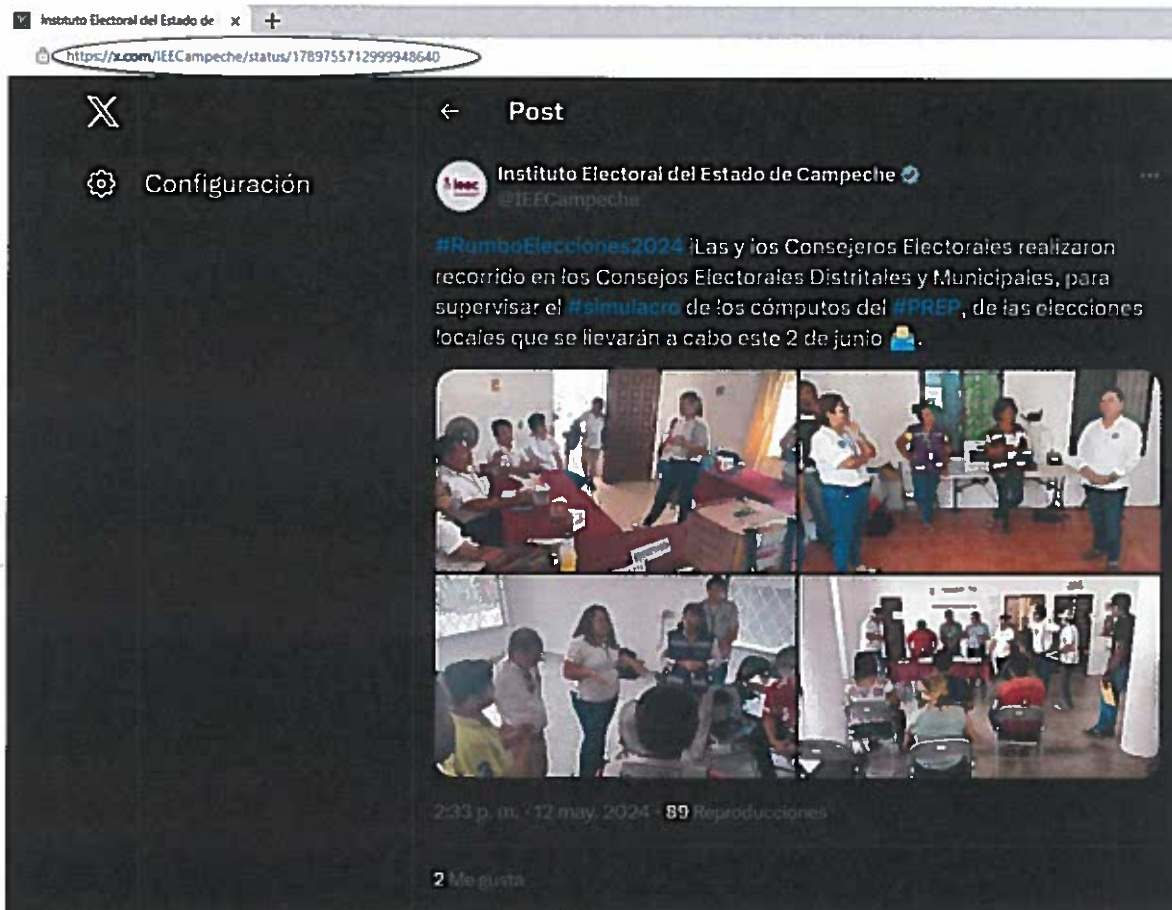 Instituto Electoral del Estado de
https://x.com/IEECampeche/status/1789755712999948640
Post
Configuración
Instituto Electoral del Estado de Campeche
@IEECampeche
#RumboElecciones2024 |Las y los Consejeros Electorales realizaron
recorrido en los Consejos Electorales Distritales y Municipales, para
supervisar el #simulacro de los cómputos del #PREP, de las elecciones
locales que se llevarán a cabo este 2 de junio
2:33 p. m. · 12 may. 2024 · 89 Reproducciones
2 Me gusta